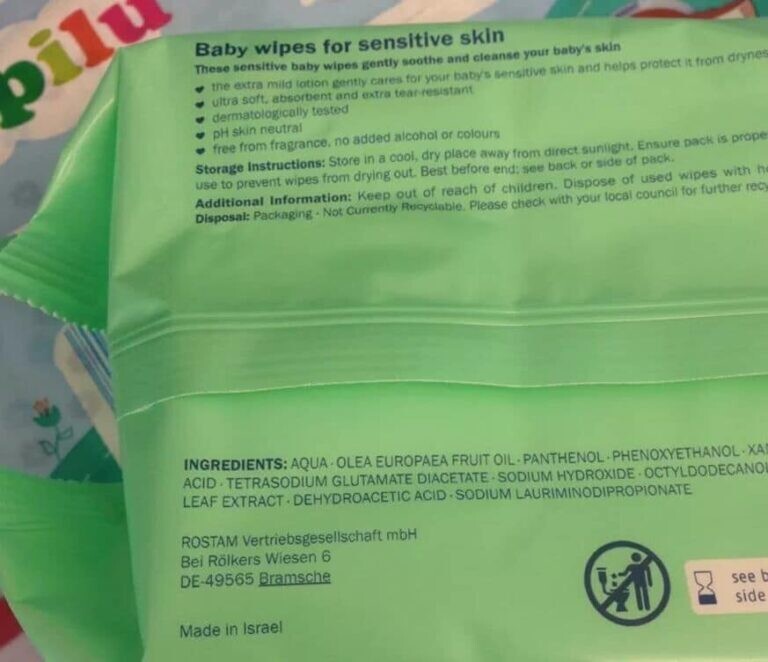 pilu
Baby wipes for sensitive skin
These sensitive baby wipes gently soothe and cleanse your baby's skin
the extra mild lotion gently cares for your baby's sensitive skin and helps protect it from drynes
ultra soft, absorbent and extra tear-resistant
dermatologically tested
pH skin neutral
free from fragrance, no added alcohol or colours
Storage Instructions: Store in a cool, dry place away from direct sunlight. Ensure pack is prope
use to prevent wipes from drying out. Best before end: see back or side of pack.
Additional Information: Keep out of reach of children. Dispose of used wipes with h
Disposal: Packaging - Not Currently Recyclable. Please check with your local council for further recy
INGREDIENTS: AQUA · OLEA EUROPAEA FRUIT OIL · PANTHENOL · PHENOXYETHANOL · XA
ACID · TETRASODIUM GLUTAMATE DIACETATE · SODIUM HYDROXIDE · OCTYLDODECANOL
LEAF EXTRACT · DEHYDROACETIC ACID · SODIUM LAURIMINODIPROPIONATE
ROSTAM Vertriebsgesellschaft mbH
Bei Rölkers Wiesen 6
DE-49565 Bramsche
see b
side
Made in Israel